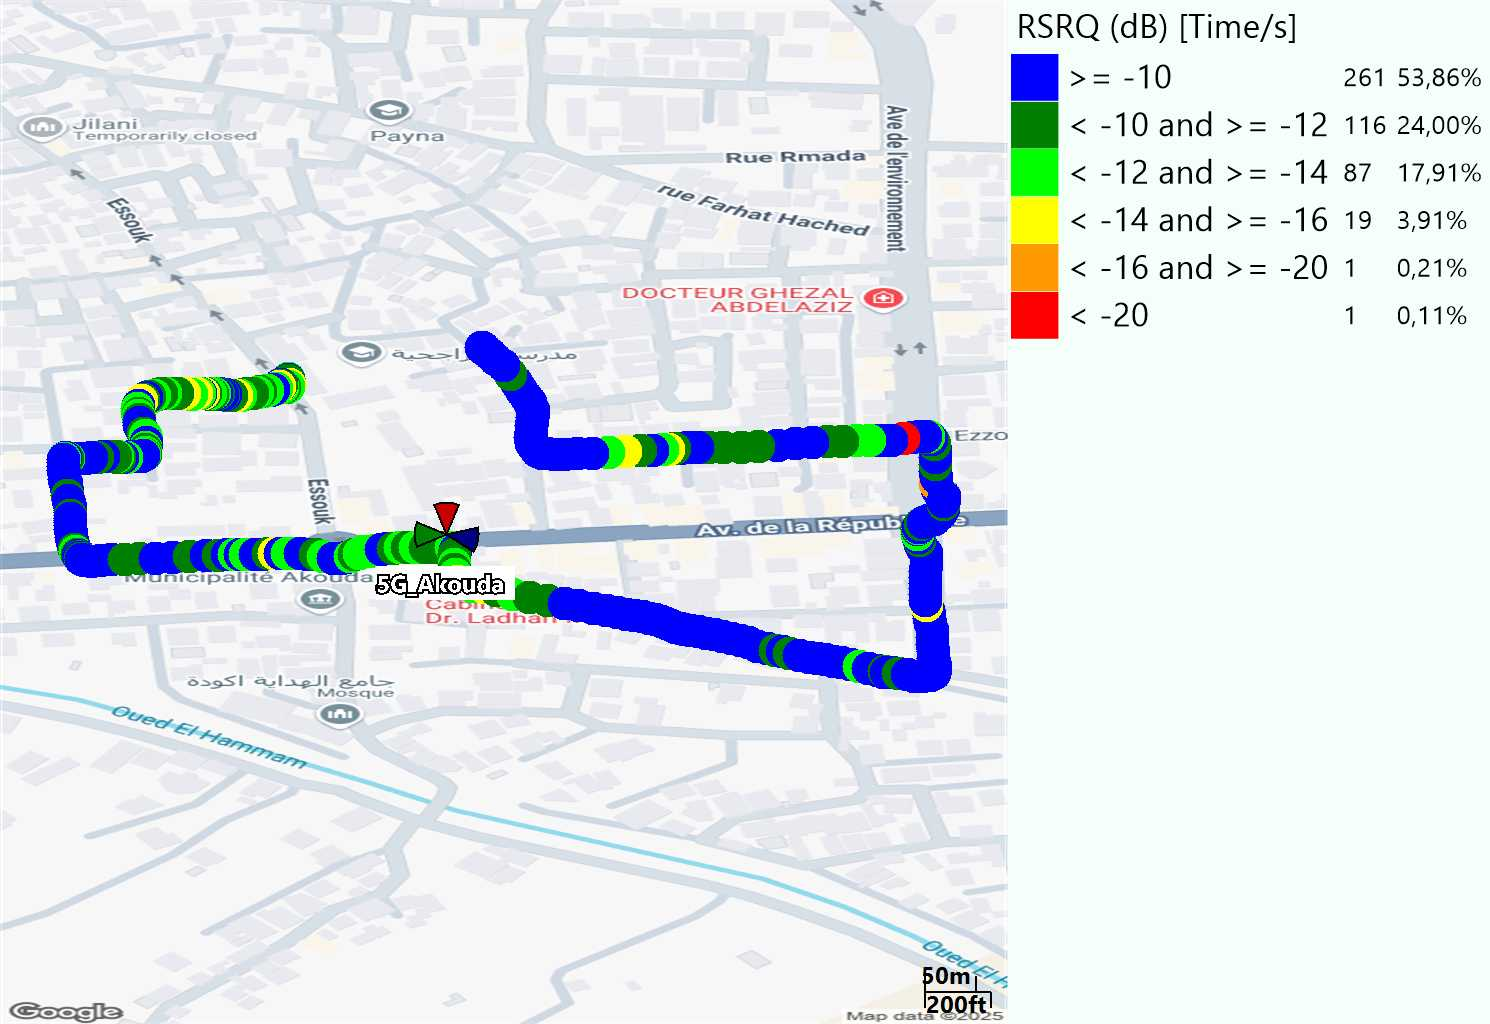 RSRQ (dB) [Time/s]
>= -10 261 53,86%
< -10 and >= -12 116 24,00%
< -12 and >= -14 87 17,91%
< -14 and >= -16 19 3,91%
< -16 and >= -20 1 0,21%
< -20 1 0,11%
Jilani
Temporarily closed
Payna
Rue Rmada
Ave de l'environnement
rue Farhat Hached
Essouk
DOCTEUR GHEZAL
ABDELAZIZ
Ezzo
Essouk
Av. de la Répub
Municipalité Akouda
5G_Akouda
Cabin
Dr. Ladhari
جامع الهداية اكودة
Mosque
Oued El Hammam
Oued El H
50m
200ft
Google
Map data ©2025